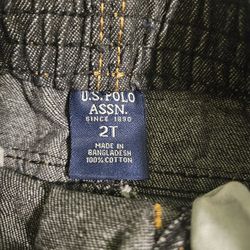 U.S. POLO
ASSN.
SINCE 1890
2T
MADE IN
BANGLADESH
100% COTTON